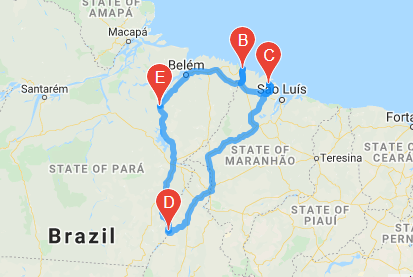 STATE OF
AMAPÁ
Macapá
B
C
E
Belém
São Luís
Santarém
Forta
STATE OF
CEARÁ
STATE OF PARÁ
STATE OF
MARANHÃO
Teresina
D
STATE OF
PIAUÍ
Brazil